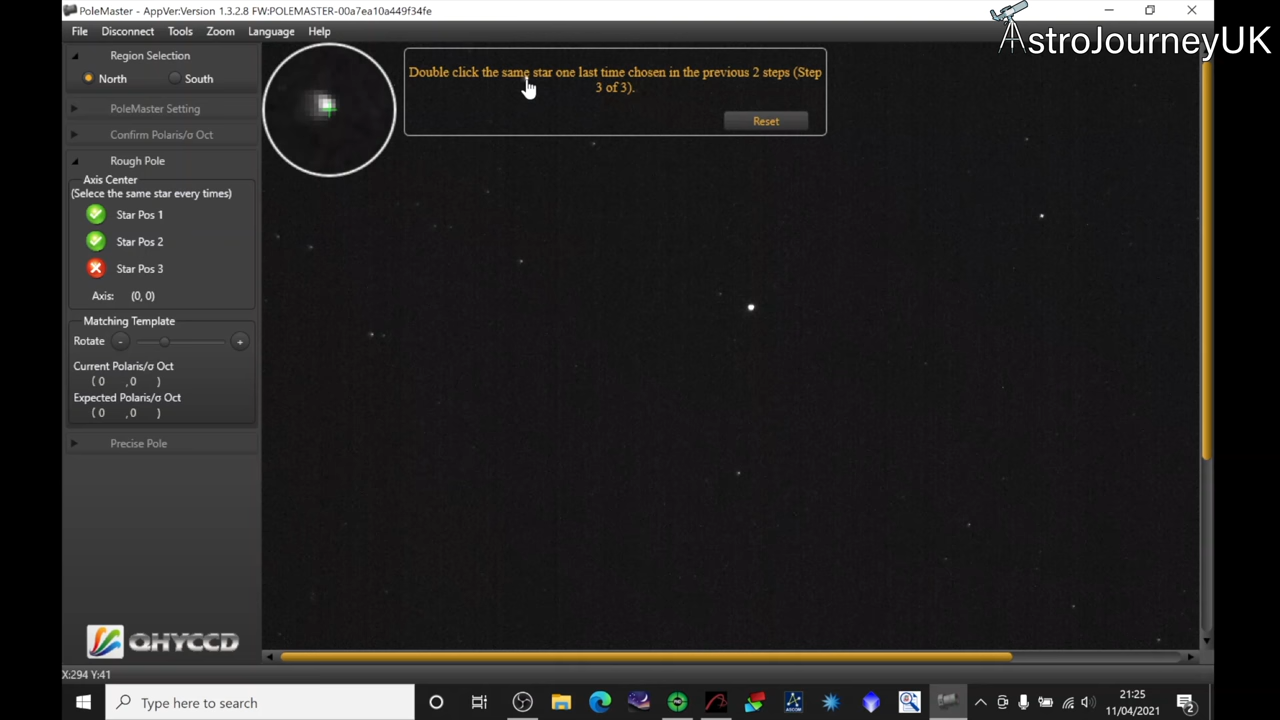 PoleMaster - AppVer:Version 1.3.2.8 FW:POLEMASTER-00a7ea10a449f34fe
AstroJourneyUK
File Disconnect Tools Zoom Language Help
Region Selection
North South
PoleMaster Setting
Confirm Polaris/σ Oct
Rough Pole
Axis Center
(Selece the same star every times)
Star Pos 1
Star Pos 2
Star Pos 3
Axis: (0, 0)
Matching Template
Rotate - +
Current Polaris/σ Oct
( 0 , 0 )
Expected Polaris/σ Oct
( 0 , 0 )
Precise Pole
Double click the same star one last time chosen in the previous 2 steps (Step
3 of 3).
Reset
QHYCCD
X:294 Y:41
Type here to search
ASCOM
21:25
11/04/2021
2